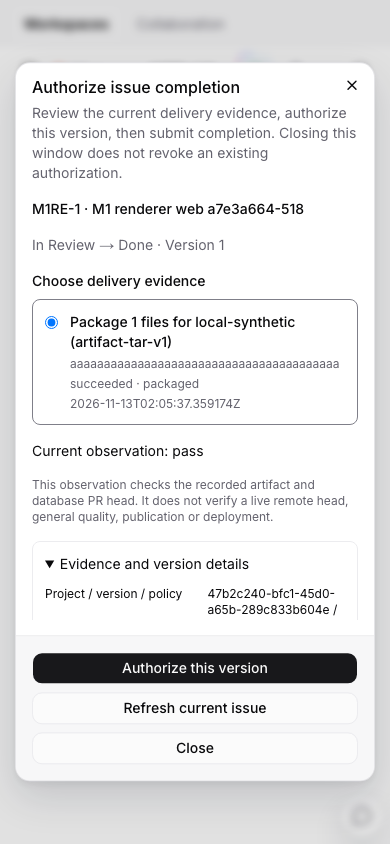 Workspaces Collaboration
Authorize issue completion
Review the current delivery evidence, authorize
this version, then submit completion. Closing this
window does not revoke an existing
authorization.
M1RE-1 · M1 renderer web a7e3a664-518
In Review → Done · Version 1
Choose delivery evidence
Package 1 files for local-synthetic
(artifact-tar-v1)
aaaaaaaaaaaaaaaaaaaaaaaaaaaaaaaaaaaaaaaa
succeeded · packaged
2026-11-13T02:05:37.359174Z
Current observation: pass
This observation checks the recorded artifact and
database PR head. It does not verify a live remote head,
general quality, publication or deployment.
▼ Evidence and version details
Project / version / policy 47b2c240-bfc1-45d0-
a65b-289c833b604e /
Authorize this version
Refresh current issue
Close